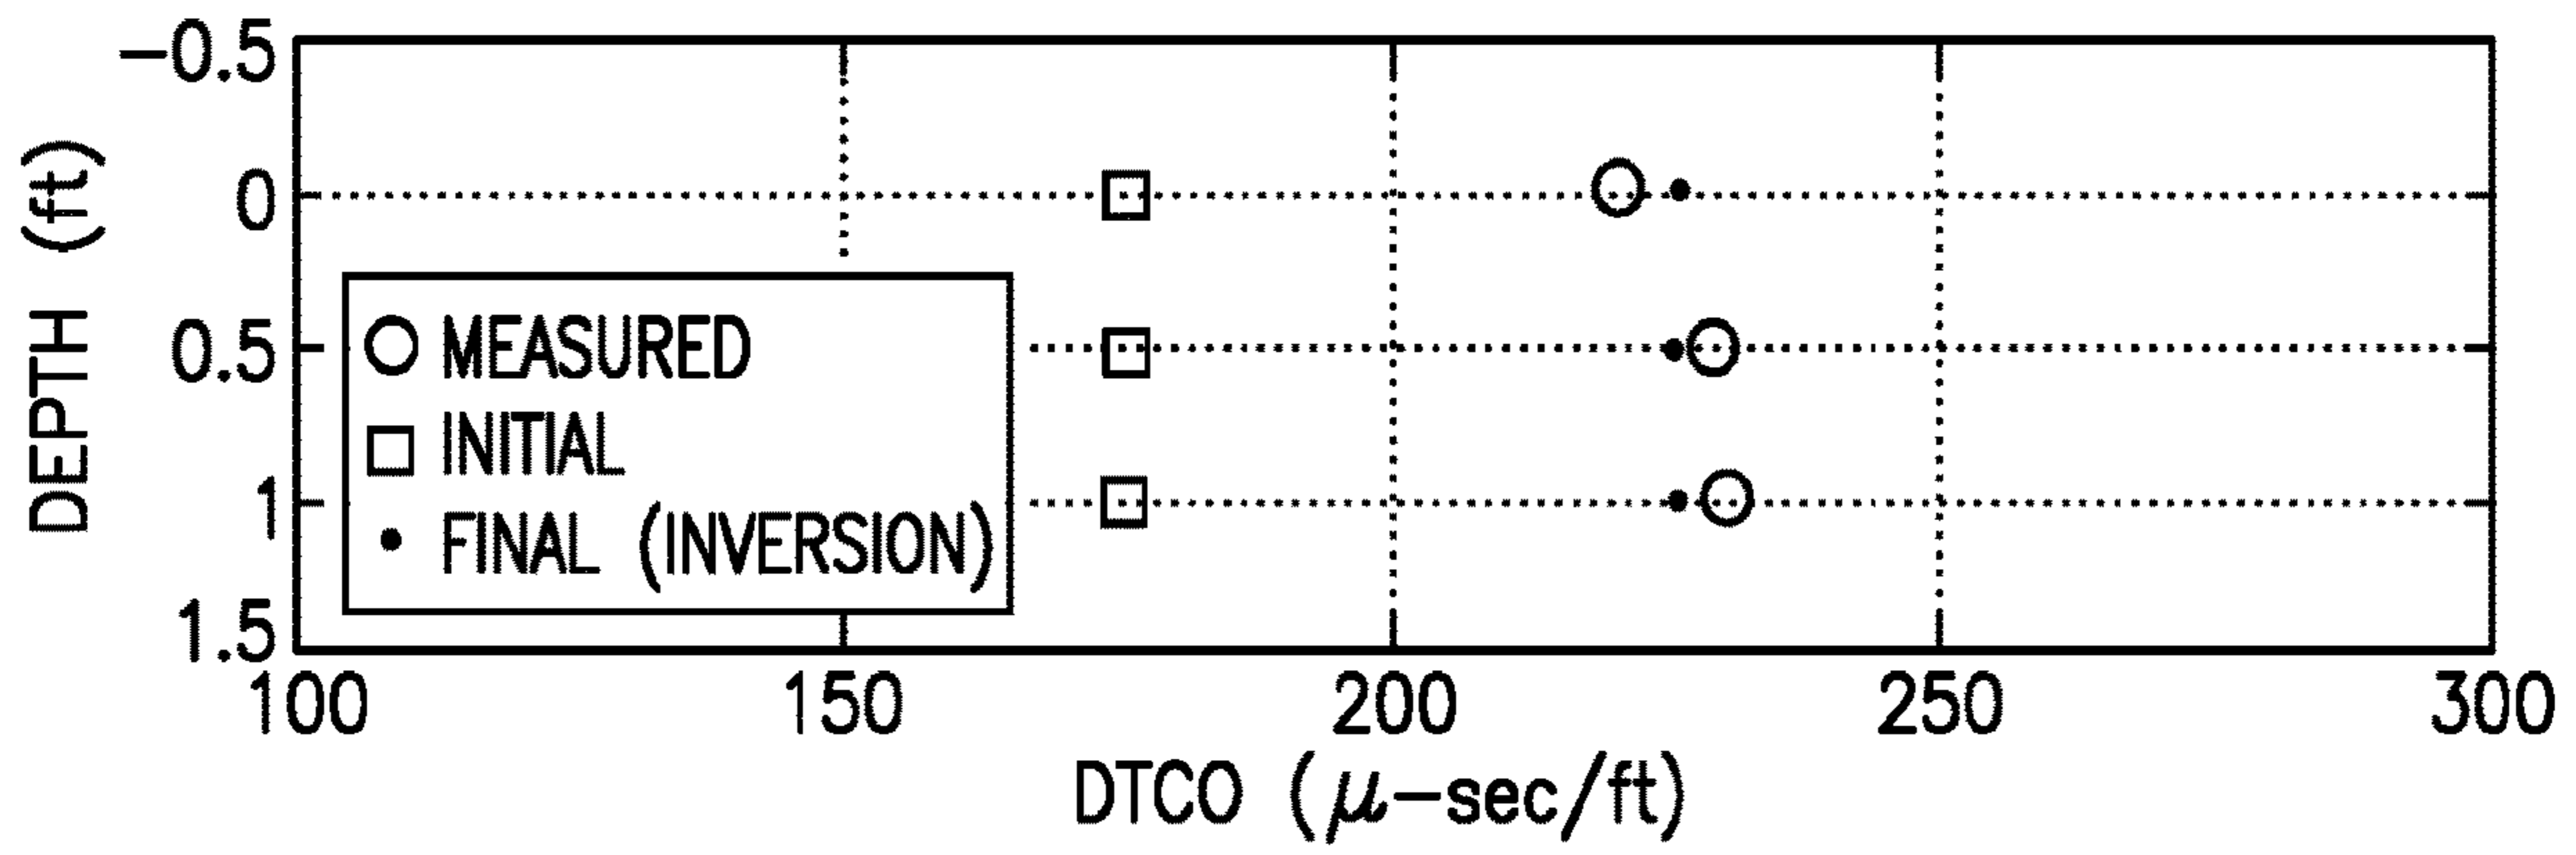 -0.5
0
0.5
1
1.5
DEPTH (ft)
MEASURED
INITIAL
FINAL (INVERSION)
100 150 200 250 300
DTCO (μ-sec/ft)